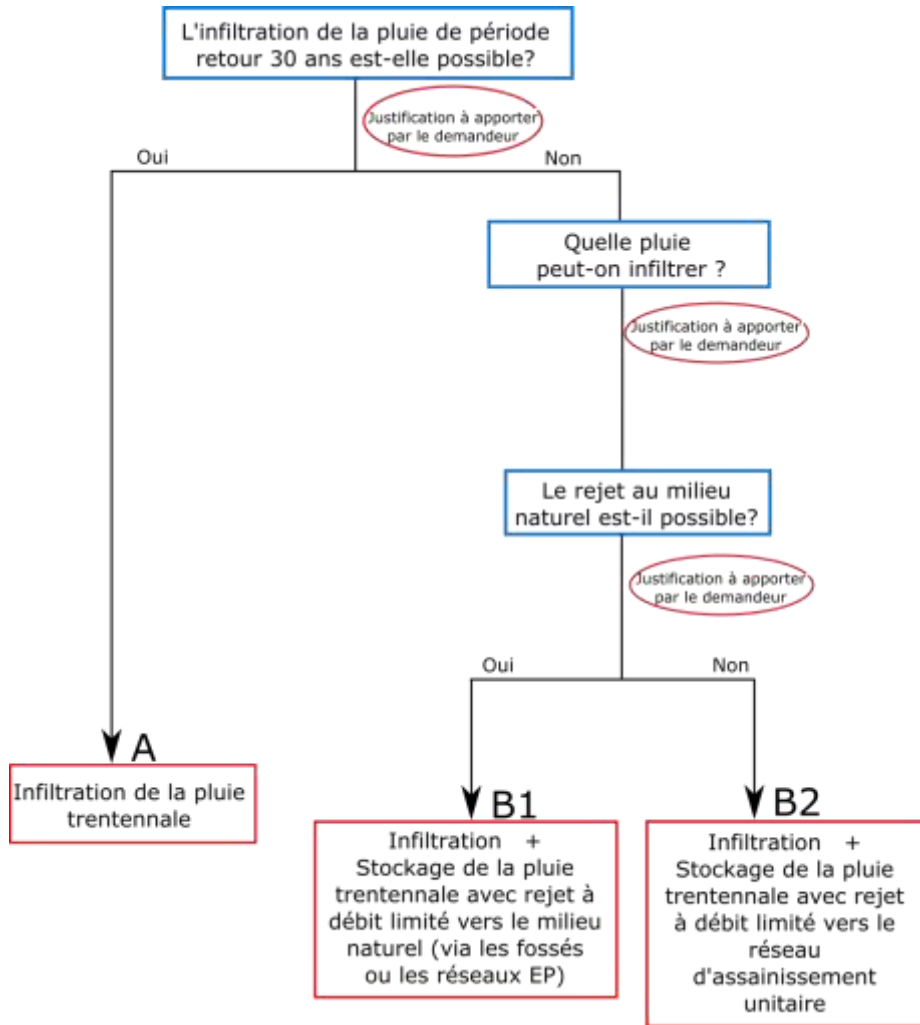 L'infiltration de la pluie de période
retour 30 ans est-elle possible?
Justification à apporter
par le demandeur
Oui
Non
Quelle pluie
peut-on infiltrer ?
Justification à apporter
par le demandeur
Le rejet au milieu
naturel est-il possible?
Justification à apporter
par le demandeur
Oui
Non
A
Infiltration de la pluie
trentennale
B1
Infiltration +
Stockage de la pluie
trentennale avec rejet à
débit limité vers le milieu
naturel (via les fossés
ou les réseaux EP)
B2
Infiltration +
Stockage de la pluie
trentennale avec rejet
à débit limité vers le
réseau
d'assainissement
unitaire